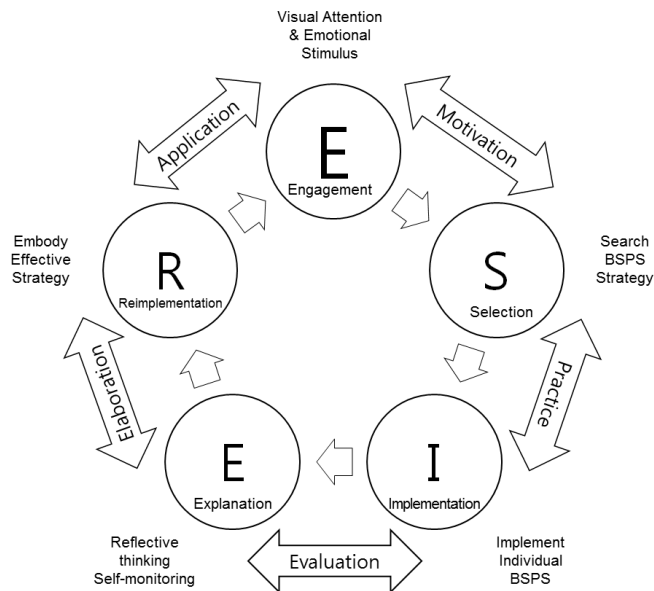 Visual Attention
& Emotional
Stimulus
Application
Motivation
E
Engagement
Embody
Effective
Strategy
R
Reimplementation
S
Selection
Search
BSPS
Strategy
Elaboration
Practice
E
Explanation
I
Implementation
Reflective
thinking
Self-monitoring
Evaluation
Implement
Individual
BSPS